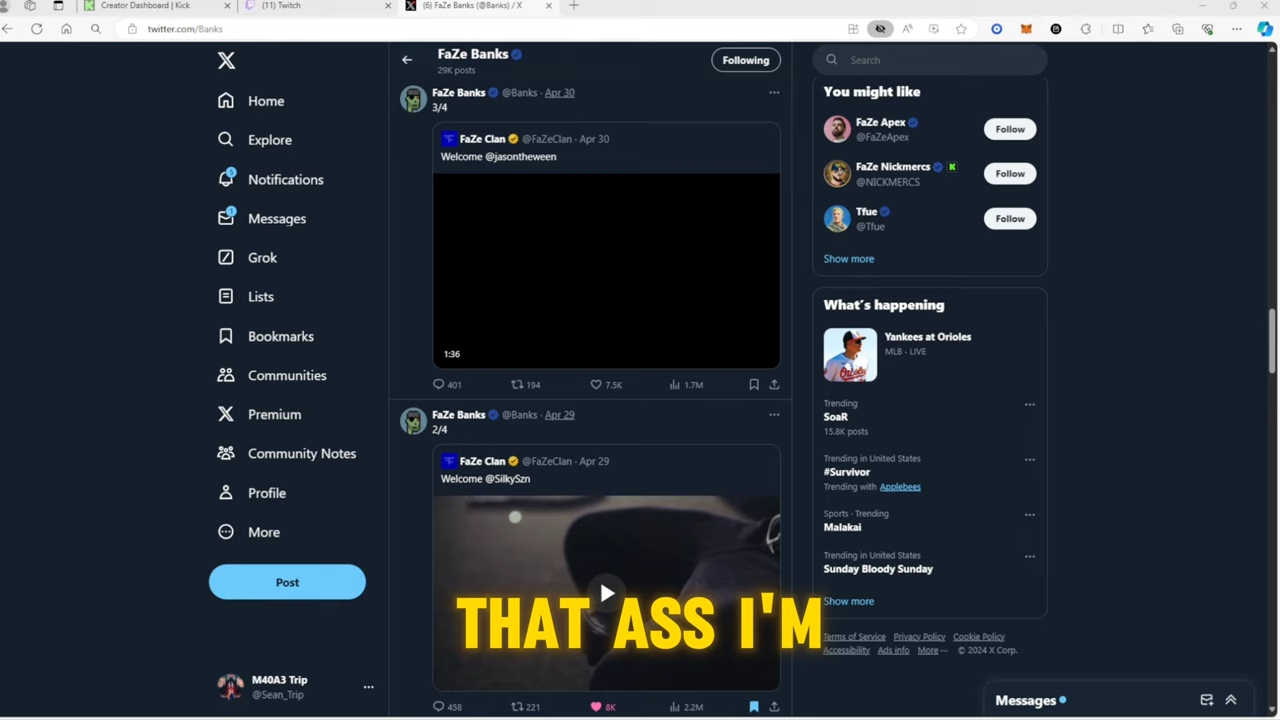 Creator Dashboard | Kick
(11) Twitch
(6) FaZe Banks (@Banks) / X
twitter.com/Banks
Home
Explore
5
Notifications
1
Messages
Grok
Lists
Bookmarks
Communities
Premium
Community Notes
Profile
More
Post
M40A3 Trip
@Sean_Trip
FaZe Banks
29K posts
Following
FaZe Banks @Banks · Apr 30
3/4
FaZe Clan @FaZeClan · Apr 30
Welcome @jasontheween
1:36
401 194 7.5K 1.7M
FaZe Banks @Banks · Apr 29
2/4
FaZe Clan @FaZeClan · Apr 29
Welcome @SilkySzn
THAT ASS I'M
458 221 8K 2.2M
Search
You might like
FaZe Apex
@FaZeApex
Follow
FaZe Nickmercs K
@NICKMERCS
Follow
Tfue
@Tfue
Follow
Show more
What's happening
Yankees at Orioles
MLB · LIVE
Trending
SoaR
15.8K posts
Trending in United States
#Survivor
Trending with Applebees
Sports · Trending
Malakai
Trending in United States
Sunday Bloody Sunday
Show more
Terms of Service Privacy Policy Cookie Policy
Accessibility Ads info More ··· © 2024 X Corp.
Messages